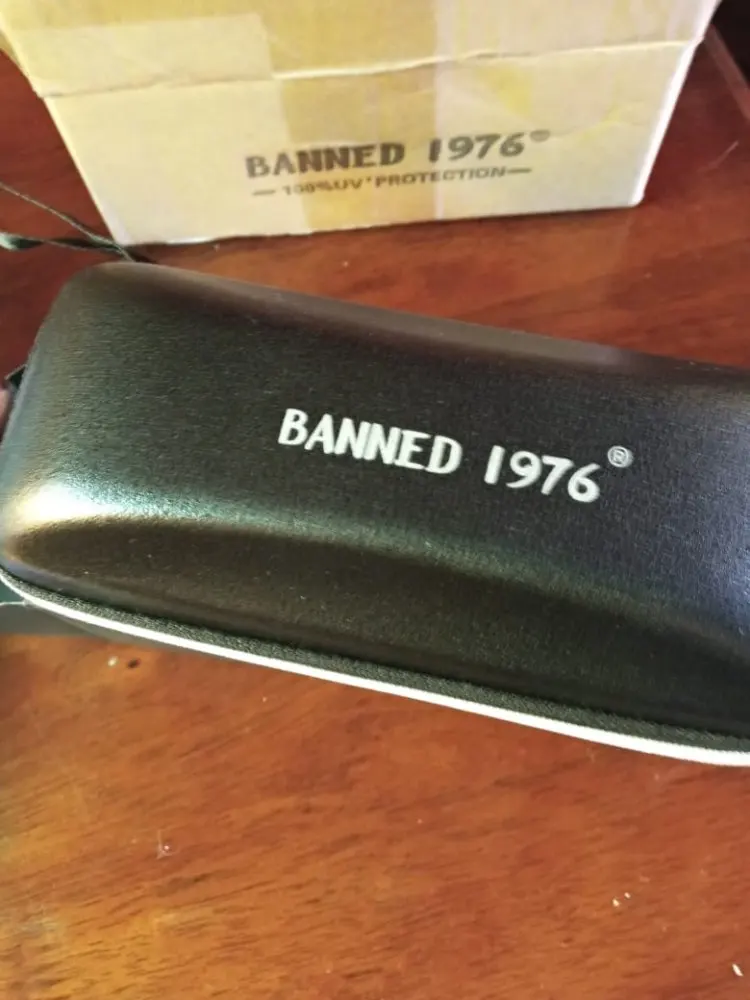 BANNED 1976®
— 100%UV*PROTECTION —
BANNED 1976®